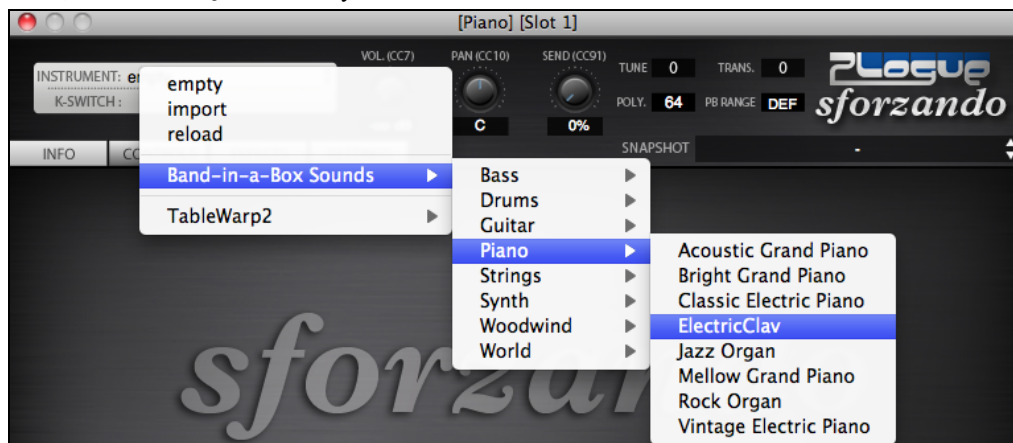 [Piano] [Slot 1]
INSTRUMENT: e
K-SWITCH :
VOL. (CC7)
PAN (CC10)
C
SEND (CC91)
0%
TUNE 0 TRANS. 0
POLY. 64 PB RANGE DEF
SNAPSHOT -
PLOGUE
sforzando
INFO CO
empty
import
reload
Band-in-a-Box Sounds
TableWarp2
Bass
Drums
Guitar
Piano
Strings
Synth
Woodwind
World
Acoustic Grand Piano
Bright Grand Piano
Classic Electric Piano
ElectricClav
Jazz Organ
Mellow Grand Piano
Rock Organ
Vintage Electric Piano